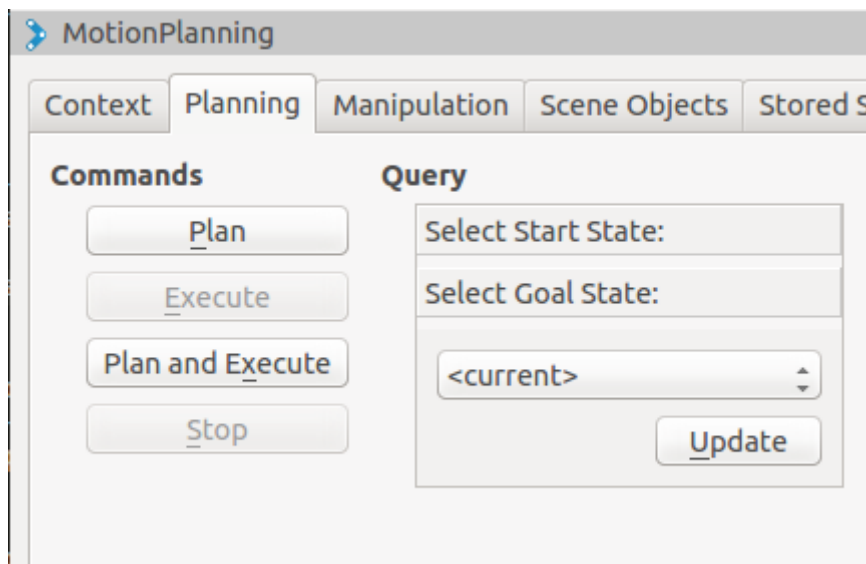 MotionPlanning
Context Planning Manipulation Scene Objects Stored S
Commands Query
Plan Select Start State:
Execute Select Goal State:
Plan and Execute <current>
Stop Update